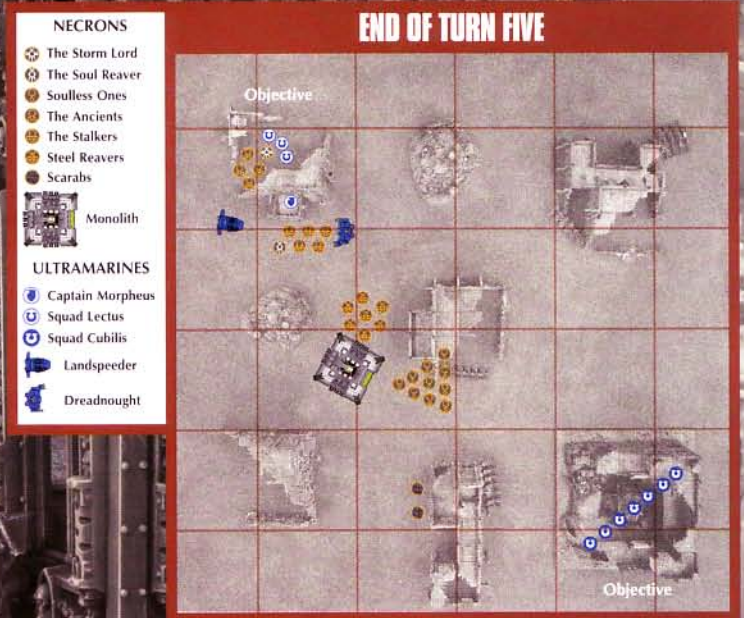 END OF TURN FIVE
NECRONS
The Storm Lord
The Soul Reaver
Soulless Ones
The Ancients
The Stalkers
Steel Reavers
Scarabs
Monolith
ULTRAMARINES
Captain Morpheus
Squad Lectus
Squad Cubilis
Landspeeder
Dreadnought
Objective
Objective